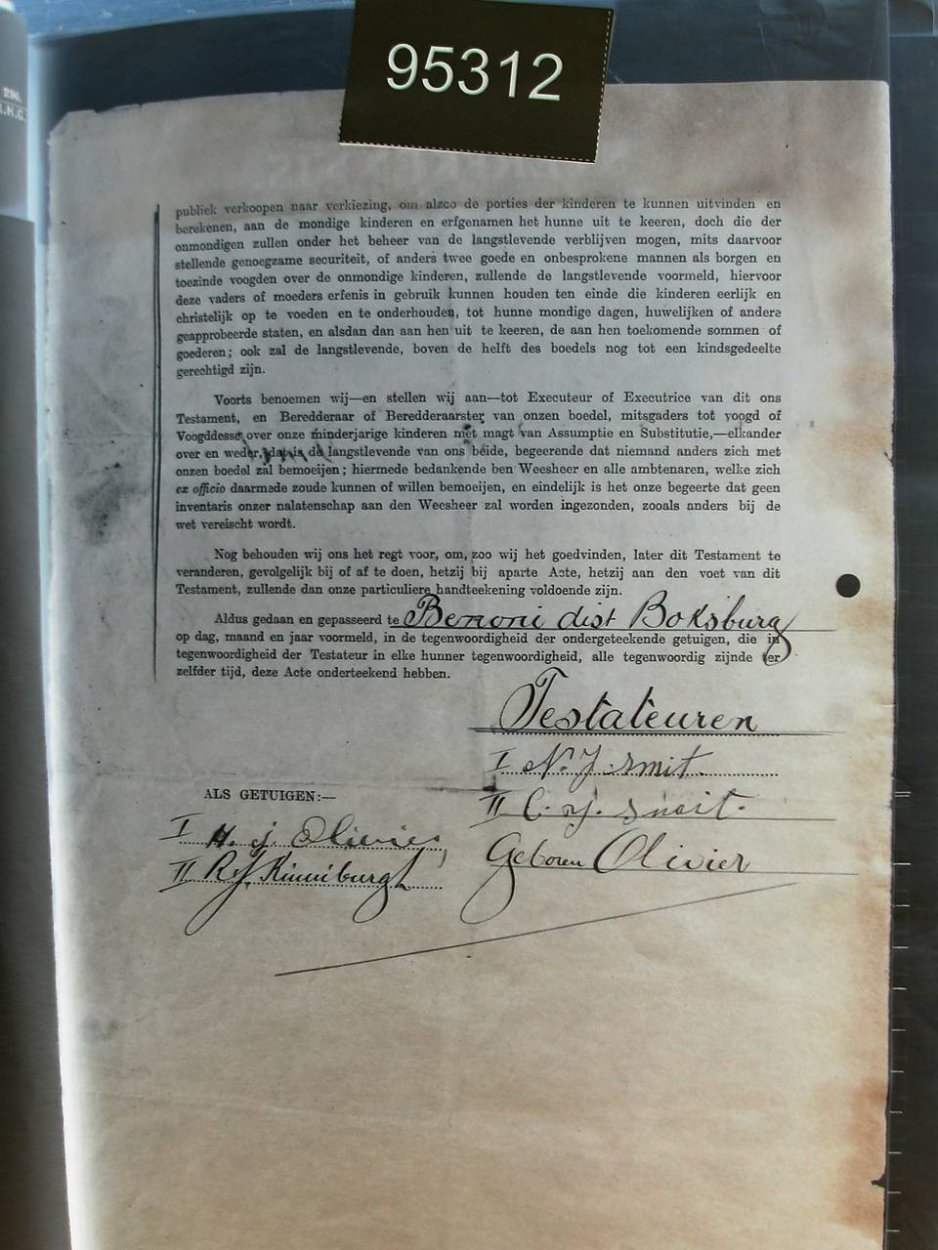 95312
publiek verkoopen naar verkiezing, om alzoo de porties der kinderen te kunnen uitvinden en
berekenen, aan de mondige kinderen en erfgenamen het hunne uit te keeren, doch die der
onmondigen zullen onder het beheer van de langstlevende verblijven mogen, mits daarvoor
stellende genoegzame securiteit, of anders twee goede en onbesprokene mannen als borgen en
toeziende voogden over de onmondige kinderen, zullende de langstlevende voormeld, hiervoor
deze vaders of moeders erfenis in gebruik kunnen houden ten einde die kinderen eerlijk en
christelijk op te voeden en te onderhouden, tot hunne mondige dagen, huwelijken of andere
geapprobeerde staten, en alsdan dan aan hen uit te keeren, de aan hen toekomende sommen of
goederen; ook zal de langstlevende, boven de helft des boedels nog tot een kindsgedeelte
gerechtigd zijn.
Voorts benoemen wij—en stellen wij aan—tot Executeur of Executrice van dit ons
Testament, en Beredderaar of Beredderaarster van onzen boedel, mitsgaders tot voogd of
Voogddesse over onze minderjarige kinderen met magt van Assumptie en Substitutie,—elkander
over en weder, dat is de langstlevende van ons beide, begeerende dat niemand anders zich met
onzen boedel zal bemoeijen; hiermede bedankende ben Weesheer en alle ambtenaren, welke zich
ex officio daarmede zoude kunnen of willen bemoeijen, en eindelijk is het onze begeerte dat geen
inventaris onzer nalatenschap aan den Weesheer zal worden ingezonden, zooals anders bij de
wet vereischt wordt.
Nog behouden wij ons het regt voor, om, zoo wij het goedvinden, later dit Testament te
veranderen, gevolgelijk bij of af te doen, hetzij bij aparte Acte, hetzij aan den voet van dit
Testament, zullende dan onze particuliere handteekening voldoende zijn.
Aldus gedaan en gepasseerd te Benoni dist Boksburg
op dag, maand en jaar voormeld, in de tegenwoordigheid der ondergeteekende getuigen, die in
tegenwoordigheid der Testateur in elke hunner tegenwoordigheid, alle tegenwoordig zijnde ter
zelfder tijd, deze Acte onderteekend hebben.
Testateuren
I N. J. Smit.
ALS GETUIGEN:—
II C. J. Smit.
I H. J. Olivier
Geboren Olivier
II R J Kinniburgh